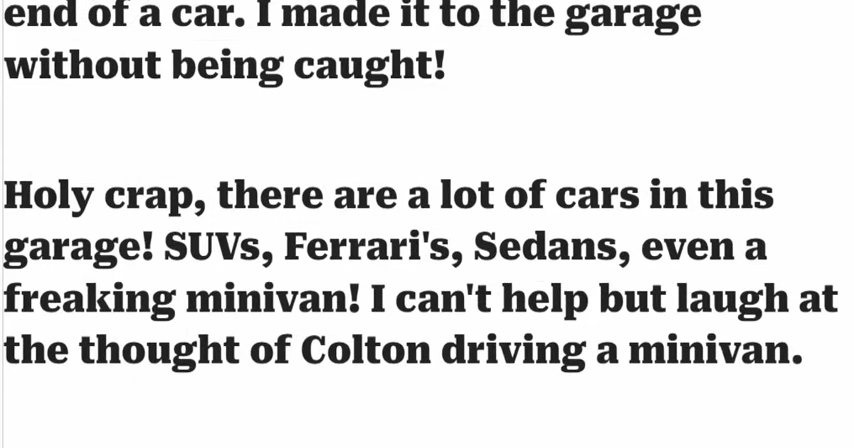 end of a car. I made it to the garage
without being caught!
Holy crap, there are a lot of cars in this
garage! SUVs, Ferrari's, Sedans, even a
freaking minivan! I can't help but laugh at
the thought of Colton driving a minivan.